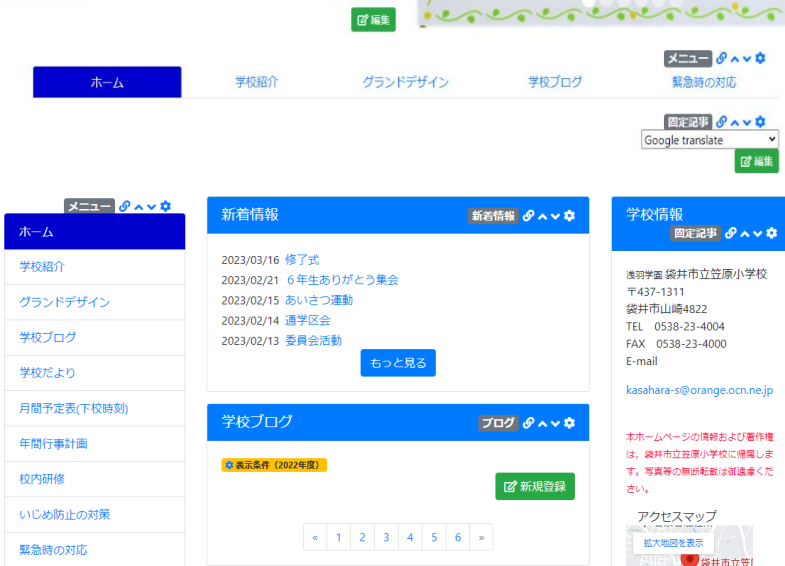 編集
メニュー
ホーム 学校紹介 グランドデザイン 学校ブログ 緊急時の対応
固定記事
Google translate
編集
メニュー
ホーム
学校紹介
グランドデザイン
学校ブログ
学校だより
月間予定表(下校時刻)
年間行事計画
校内研修
いじめ防止の対策
緊急時の対応
新着情報 新着情報
2023/03/16 修了式
2023/02/21 ６年生ありがとう集会
2023/02/15 あいさつ運動
2023/02/14 通学区会
2023/02/13 委員会活動
もっと見る
学校ブログ ブログ
表示条件（2022年度）
新規登録
« 1 2 3 4 5 6 »
学校情報
固定記事
浅羽学園 袋井市立笠原小学校
〒437-1311
袋井市山崎4822
TEL 0538-23-4004
FAX 0538-23-4000
E-mail
kasahara-s@orange.ocn.ne.jp
本ホームページの情報および著作権
は，袋井市立笠原小学校に帰属しま
す。写真等の無断転載は御遠慮くだ
さい。
アクセスマップ
拡大地図を表示
袋井市立笠